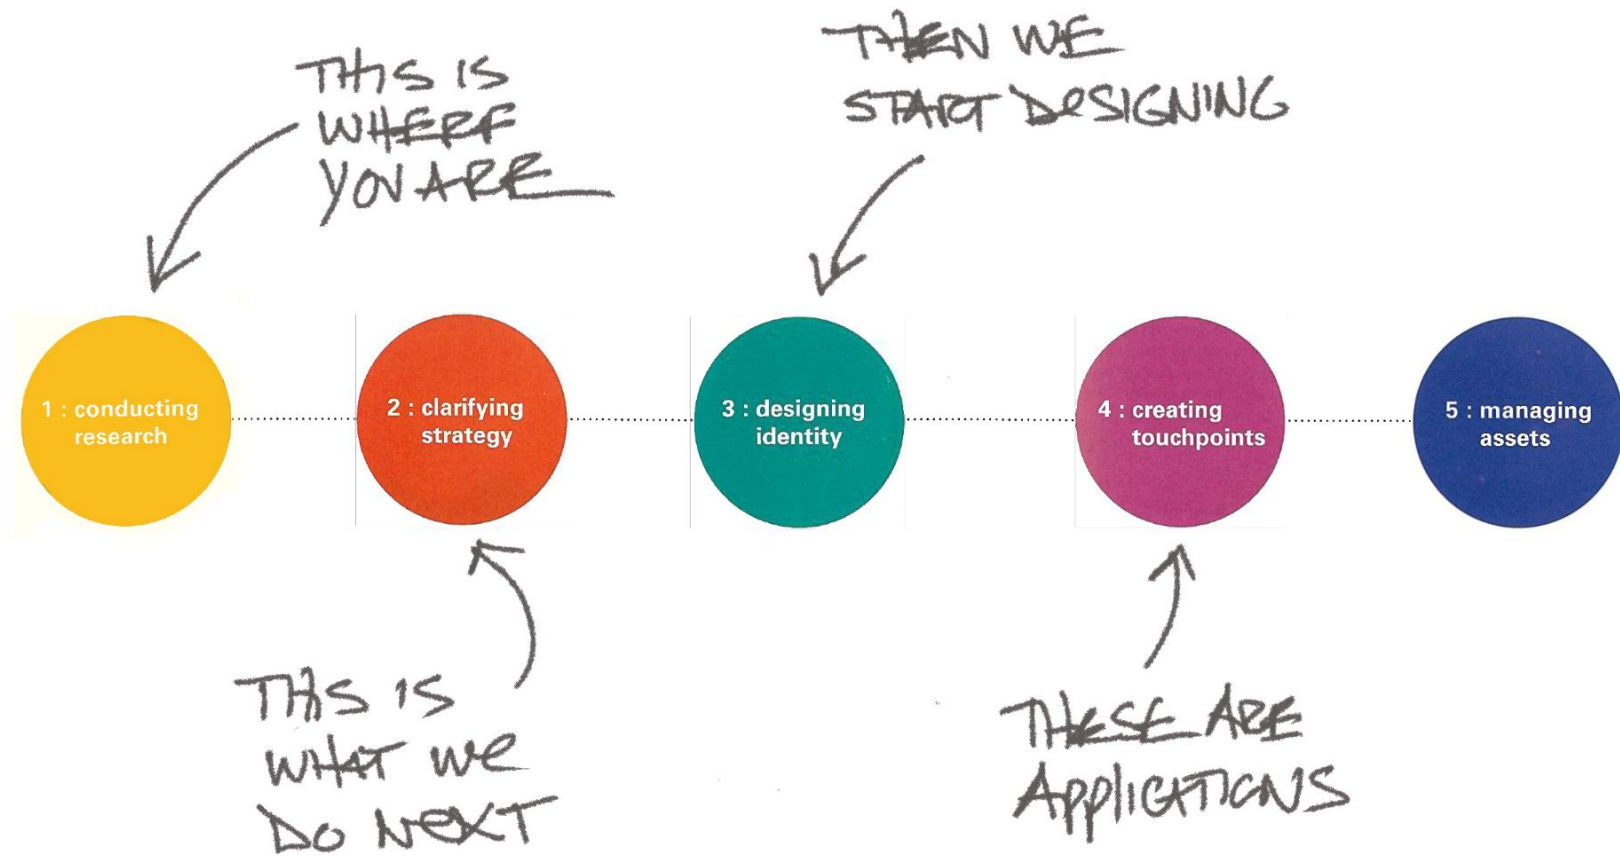 THIS IS
WHERE
YOU ARE
THEN WE
START DeSIGNING
1 : conducting
research
2 : clarifying
strategy
3 : designing
identity
4 : creating
touchpoints
5 : managing
assets
THIS IS
WHAT We
DO NeXT
THESE ARE
APPlICATIONS